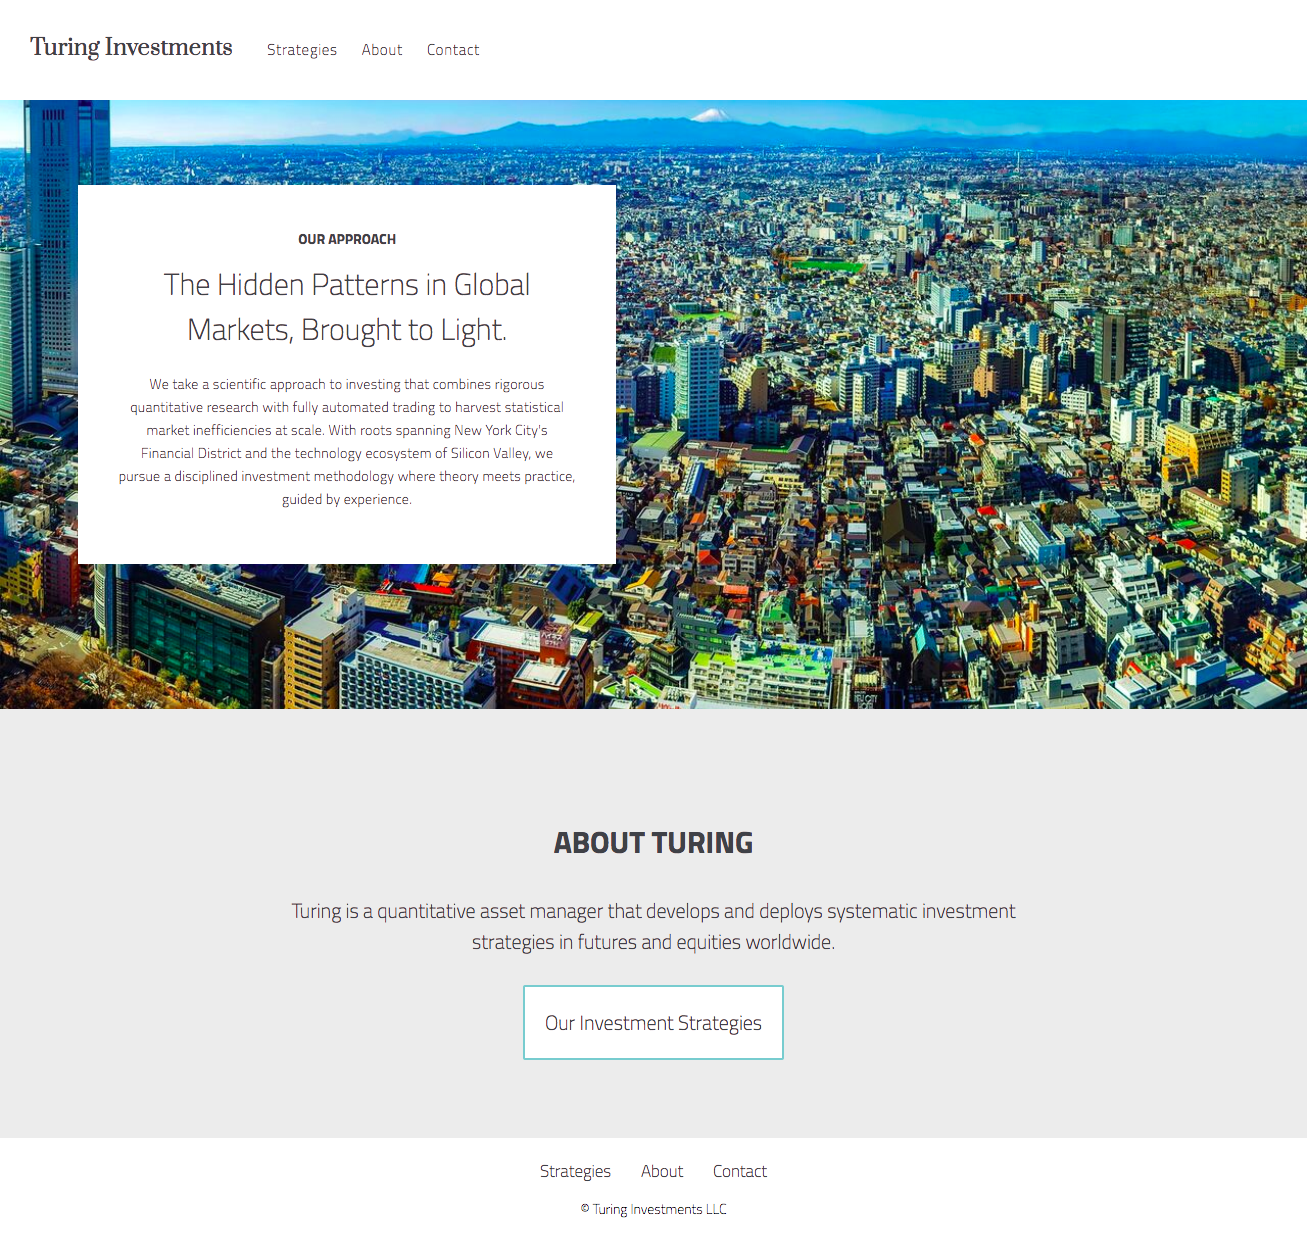 Turing Investments Strategies About Contact
OUR APPROACH
The Hidden Patterns in Global
Markets, Brought to Light.
We take a scientific approach to investing that combines rigorous
quantitative research with fully automated trading to harvest statistical
market inefficiencies at scale. With roots spanning New York City's
Financial District and the technology ecosystem of Silicon Valley, we
pursue a disciplined investment methodology where theory meets practice,
guided by experience.
ABOUT TURING
Turing is a quantitative asset manager that develops and deploys systematic investment
strategies in futures and equities worldwide.
Our Investment Strategies
Strategies About Contact
© Turing Investments LLC